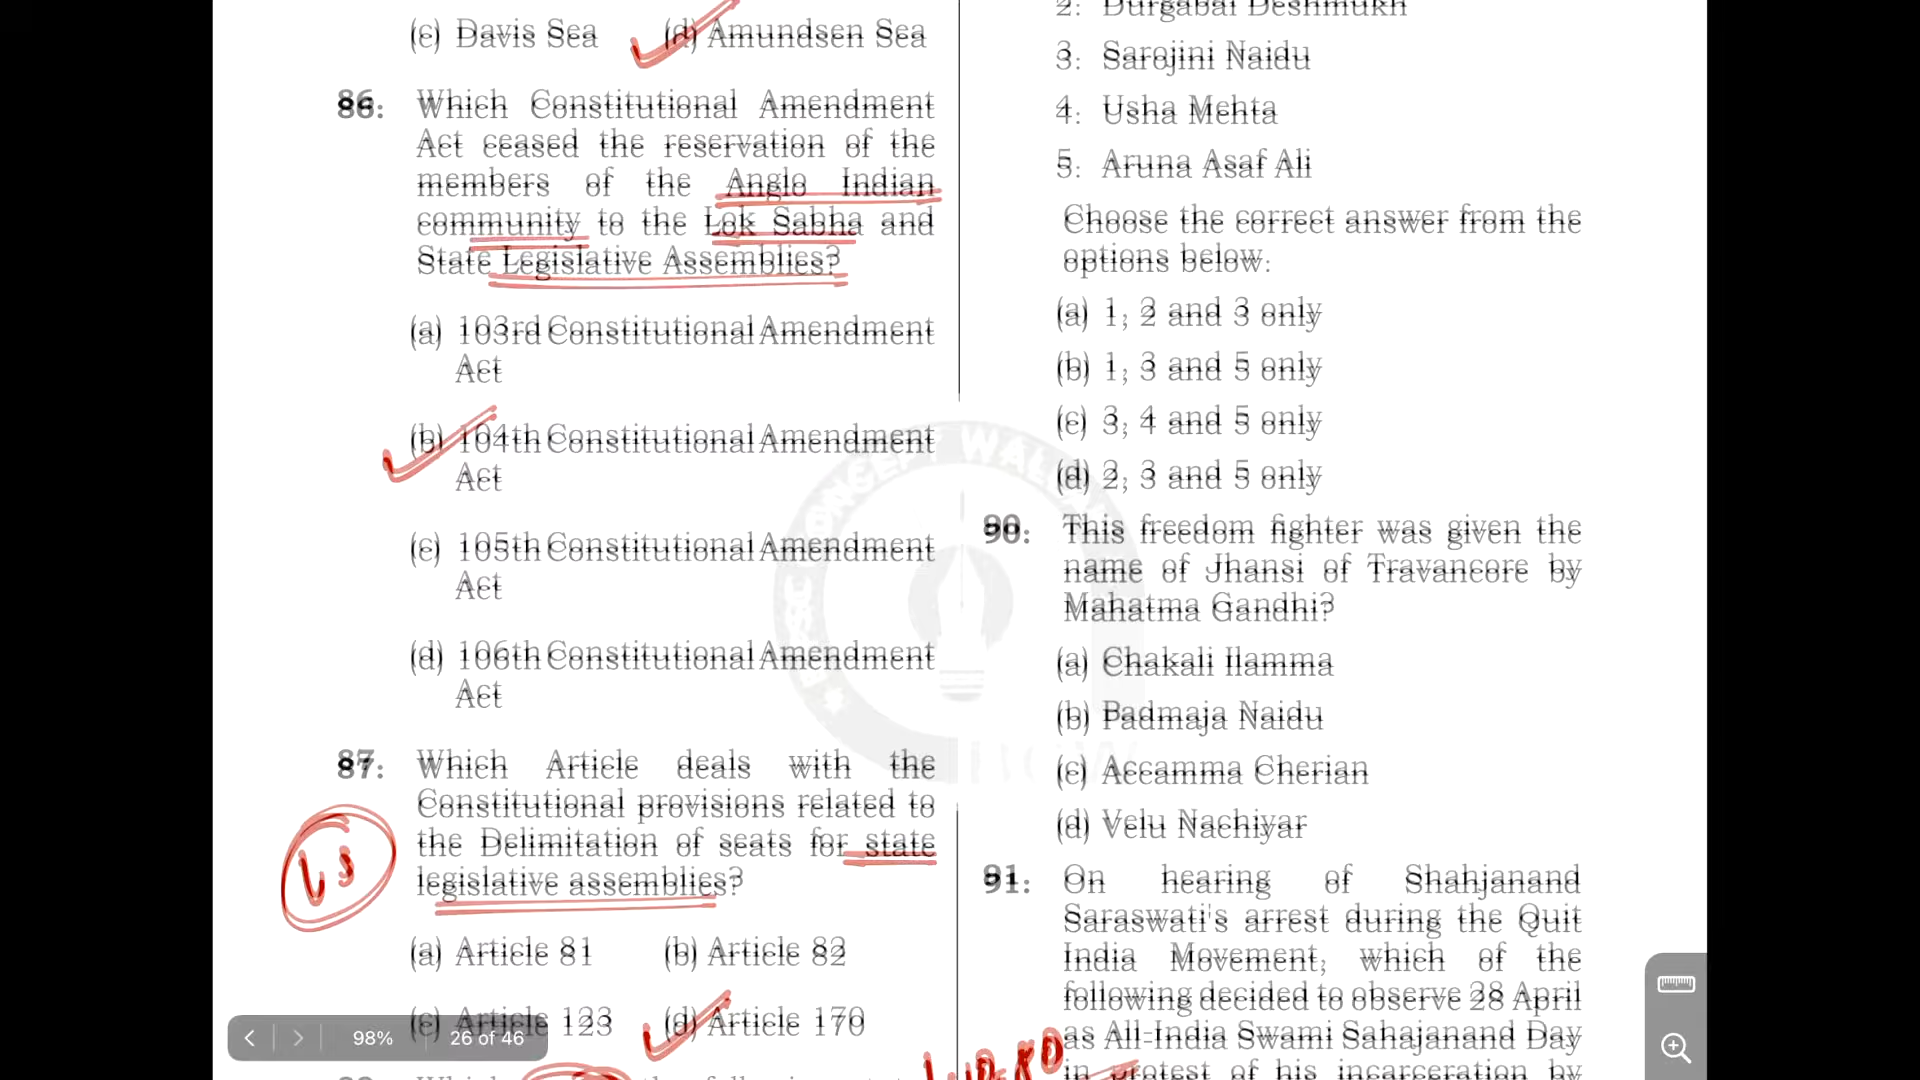 (c) Davis Sea (d) Amundsen Sea
86. Which Constitutional Amendment
Act ceased the reservation of the
members of the Anglo Indian
community to the Lok Sabha and
State Legislative Assemblies?
(a) 103rd Constitutional Amendment
Act
(b) 104th Constitutional Amendment
Act
(c) 105th Constitutional Amendment
Act
(d) 106th Constitutional Amendment
Act
87. Which Article deals with the
Constitutional provisions related to
the Delimitation of seats for state
legislative assemblies?
LS
(a) Article 81 (b) Article 82
(c) Article 123 (d) Article 170
98% 26 of 46
2. Durgabai Deshmukh
3. Sarojini Naidu
4. Usha Mehta
5. Aruna Asaf Ali
Choose the correct answer from the
options below:
(a) 1, 2 and 3 only
(b) 1, 3 and 5 only
(c) 3, 4 and 5 only
(d) 2, 3 and 5 only
90. This freedom fighter was given the
name of Jhansi of Travancore by
Mahatma Gandhi?
(a) Chakali Ilamma
(b) Padmaja Naidu
(c) Accamma Cherian
(d) Velu Nachiyar
91. On hearing of Shahjanand
Saraswati's arrest during the Quit
India Movement, which of the
following decided to observe 28 April
as All-India Swami Sahajanand Day
in protest of his incarceration by